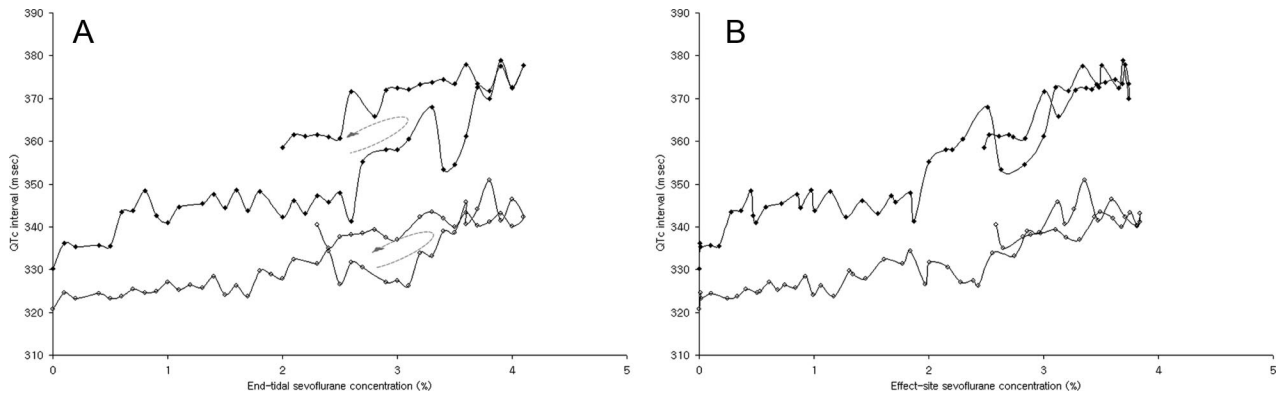 A
390
380
370
360
350
340
330
320
310
QTc interval (msec)
0 1 2 3 4 5
End-tidal sevoflurane concentration (%)
B
390
380
370
360
350
340
330
320
310
QTc interval (msec)
0 1 2 3 4 5
Effect-site sevoflurane concentration (%)